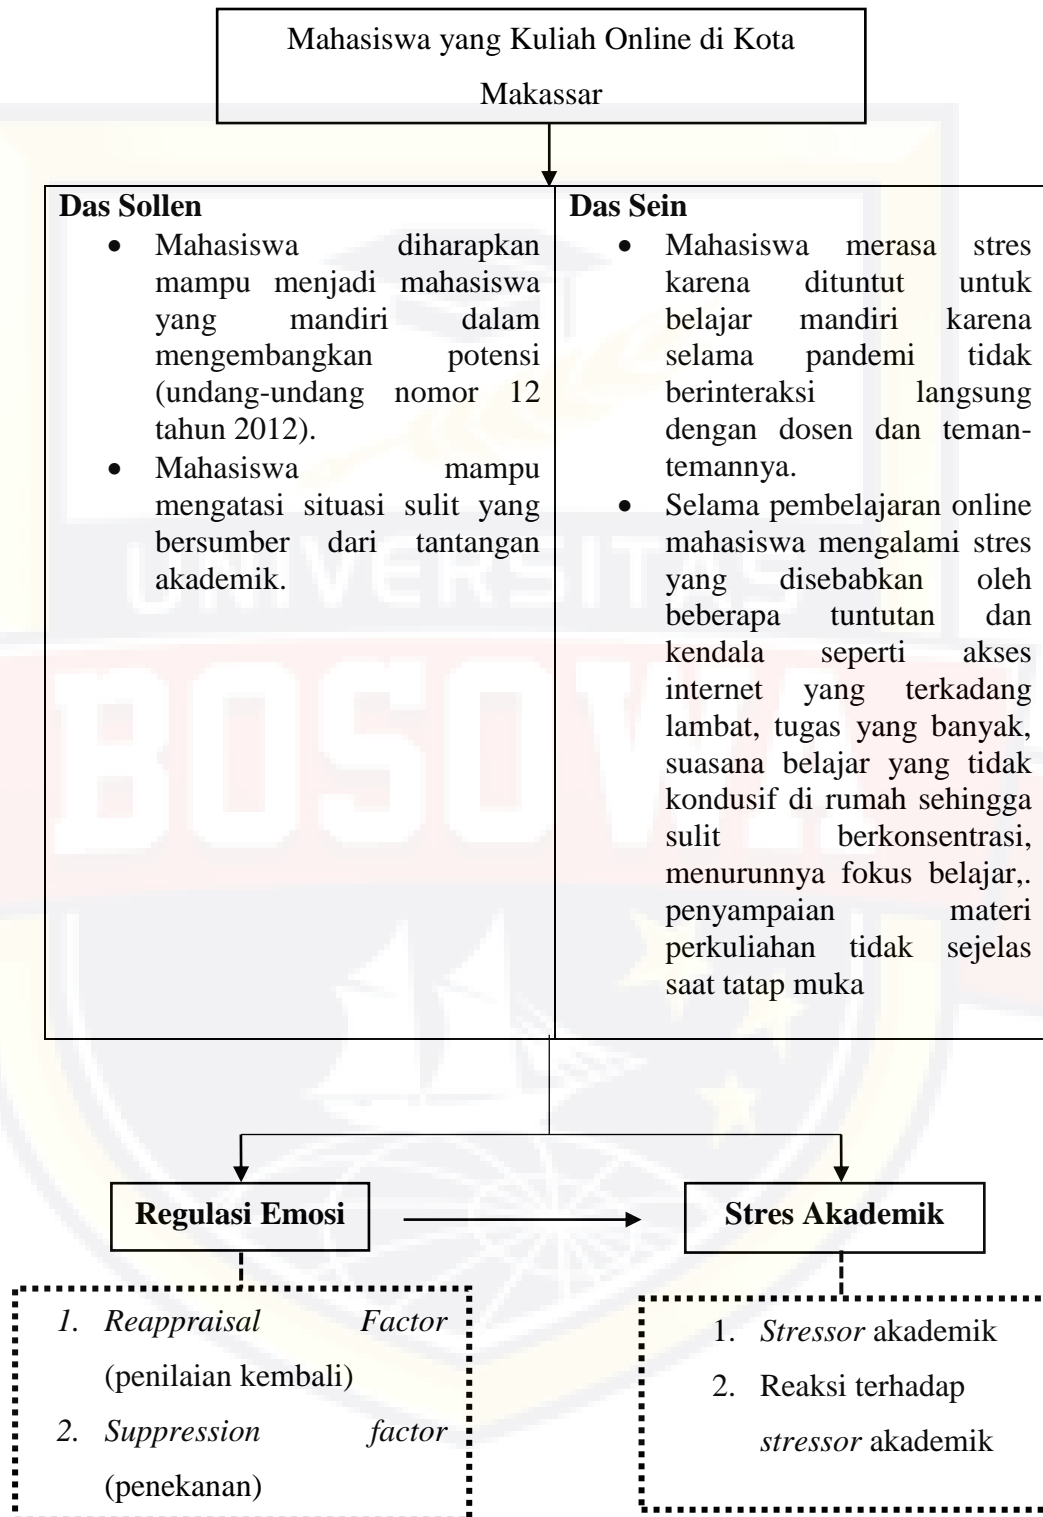 Mahasiswa yang Kuliah Online di Kota
Makassar
Das Sollen
• Mahasiswa diharapkan
mampu menjadi mahasiswa
yang mandiri dalam
mengembangkan potensi
(undang-undang nomor 12
tahun 2012).
• Mahasiswa mampu
mengatasi situasi sulit yang
bersumber dari tantangan
akademik.
Das Sein
• Mahasiswa merasa stres
karena dituntut untuk
belajar mandiri karena
selama pandemi tidak
berinteraksi langsung
dengan dosen dan teman-
temannya.
• Selama pembelajaran online
mahasiswa mengalami stres
yang disebabkan oleh
beberapa tuntutan dan
kendala seperti akses
internet yang terkadang
lambat, tugas yang banyak,
suasana belajar yang tidak
kondusif di rumah sehingga
sulit berkonsentrasi,
menurunnya fokus belajar,.
penyampaian materi
perkuliahan tidak sejelas
saat tatap muka
UNIVERSITAS
BOSOWA
Regulasi Emosi
Stres Akademik
1. Reappraisal Factor
(penilaian kembali)
2. Suppression factor
(penekanan)
1. Stressor akademik
2. Reaksi terhadap
stressor akademik